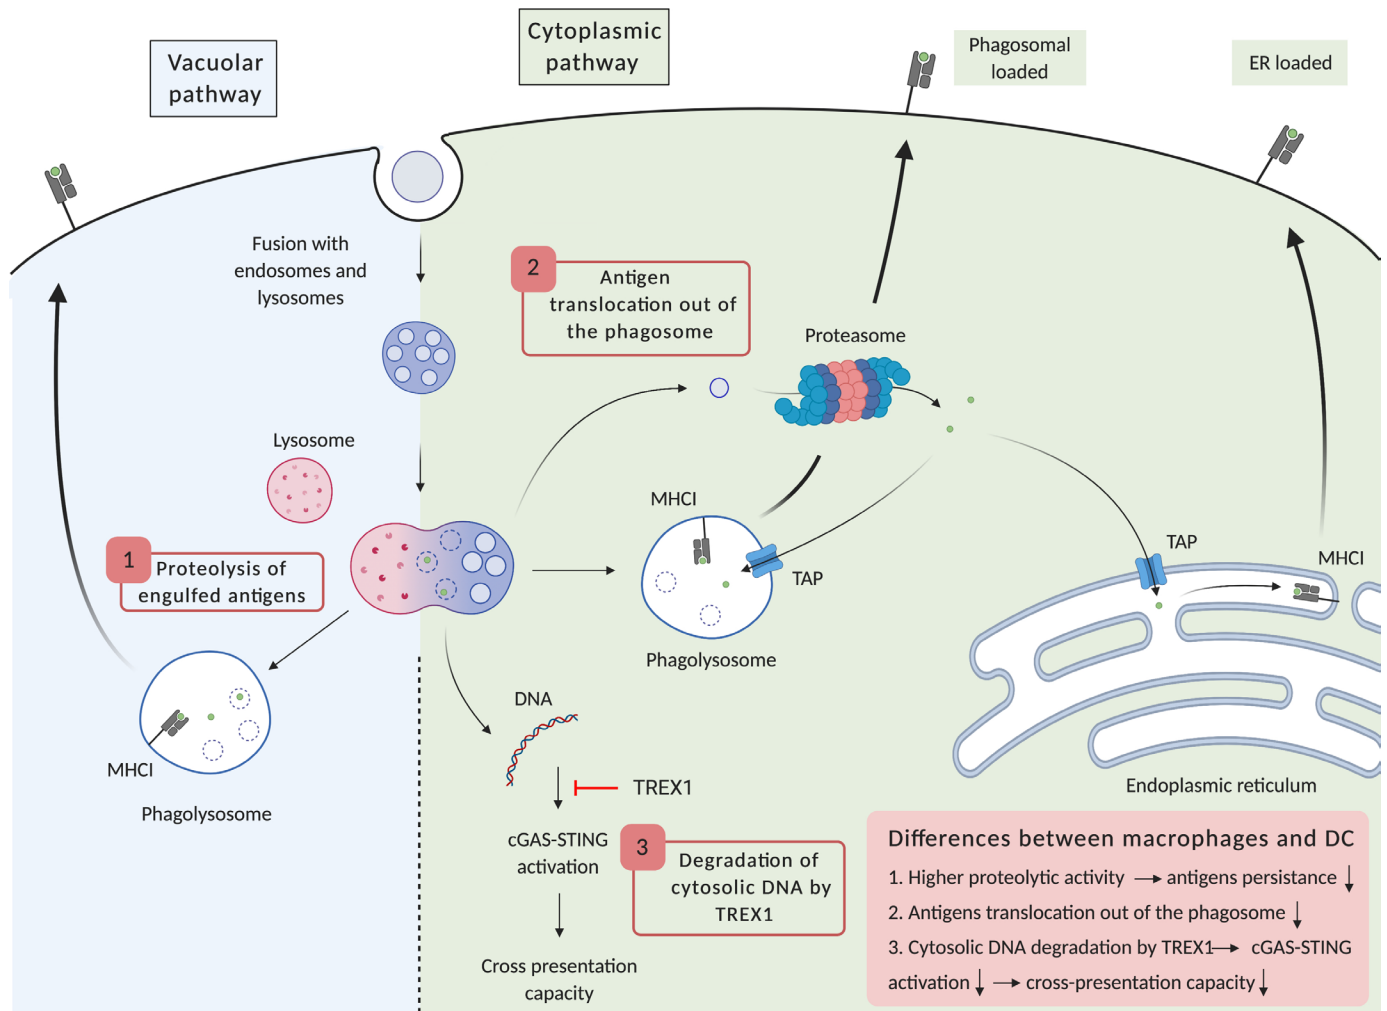 Vacuolar
pathway
Cytoplasmic
pathway
Phagosomal
loaded
ER loaded
Fusion with
endosomes and
lysosomes
2
Antigen
translocation out of
the phagosome
Proteasome
Lysosome
MHCI
TAP
TAP
MHCI
1
Proteolysis of
engulfed antigens
Phagolysosome
DNA
MHCI
Phagolysosome
TREX1
Endoplasmic reticulum
cGAS-STING
activation
3
Degradation of
cytosolic DNA by
TREX1
Cross presentation
capacity
Differences between macrophages and DC
1. Higher proteolytic activity → antigens persistance ↓
2. Antigens translocation out of the phagosome ↓
3. Cytosolic DNA degradation by TREX1→ cGAS-STING
activation ↓ → cross-presentation capacity ↓